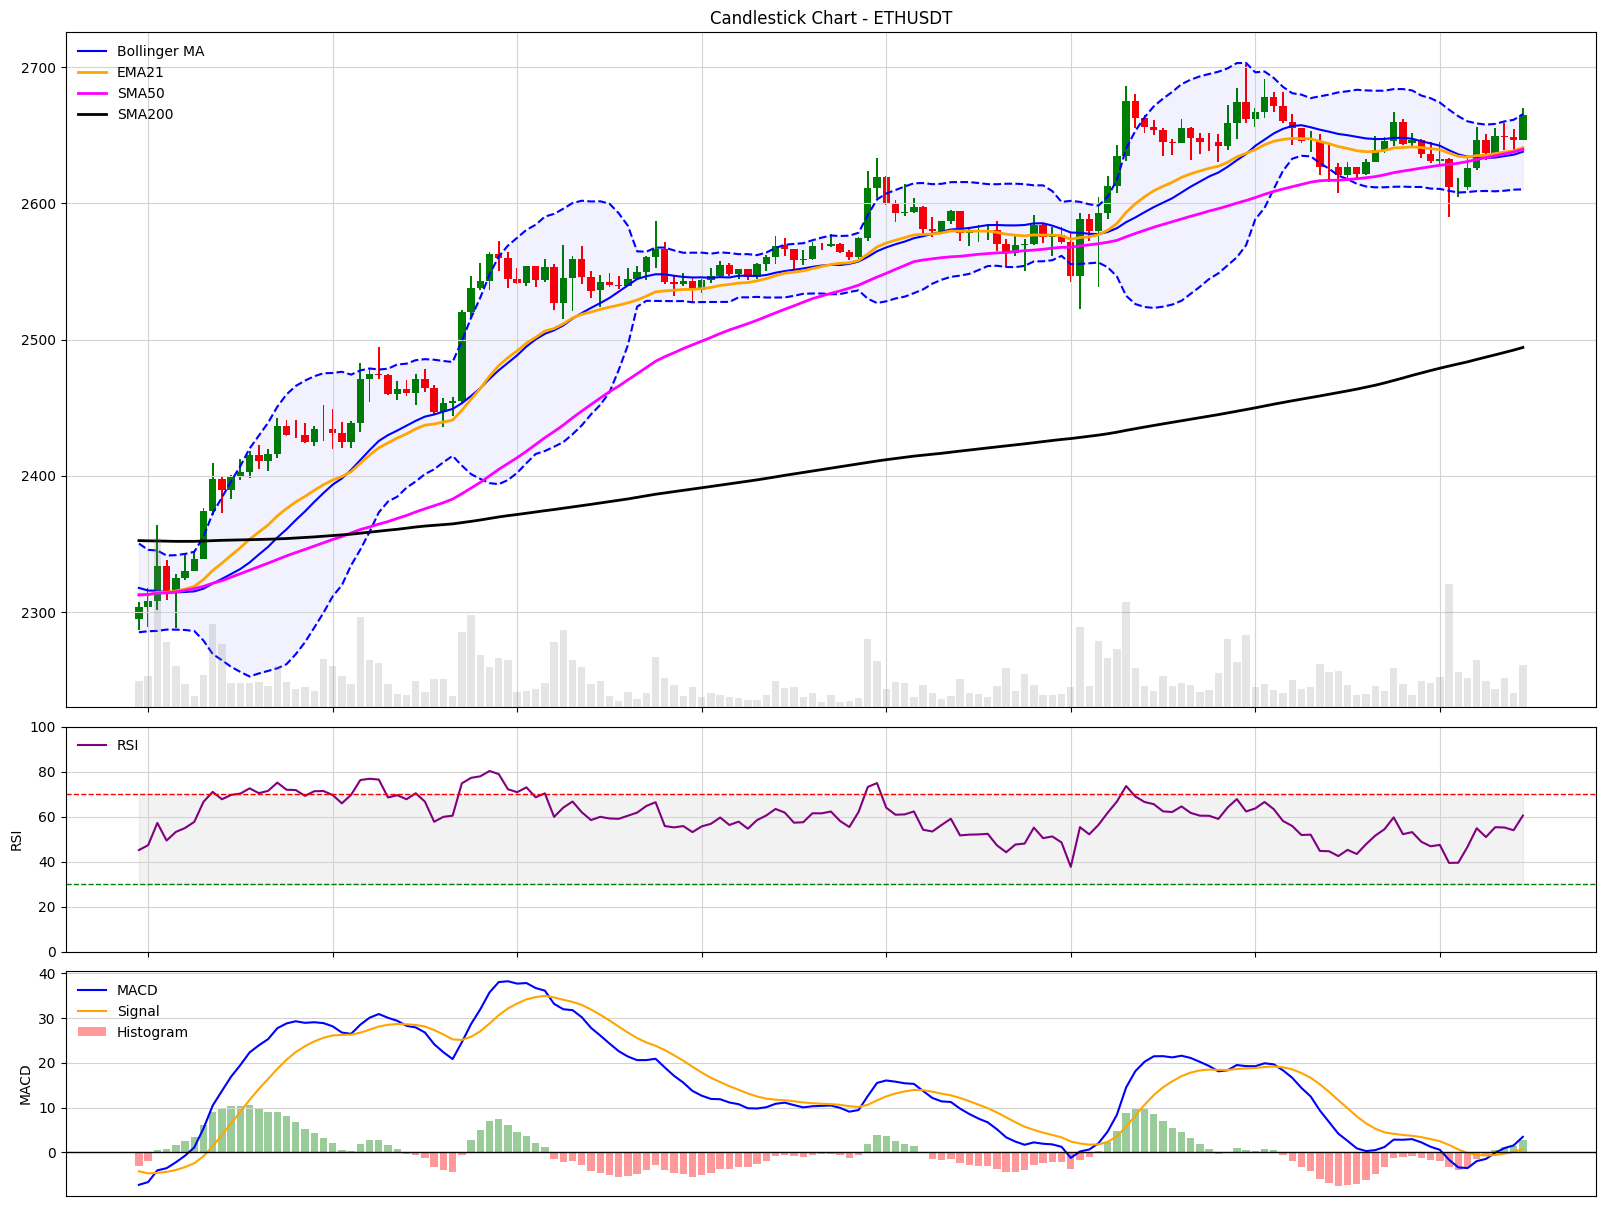 Candlestick Chart - ETHUSDT
Bollinger MA
EMA21
SMA50
SMA200
2700
2600
2500
2400
2300
RSI
100
80
60
40
20
0
RSI
MACD
Signal
Histogram
40
30
20
10
0
MACD